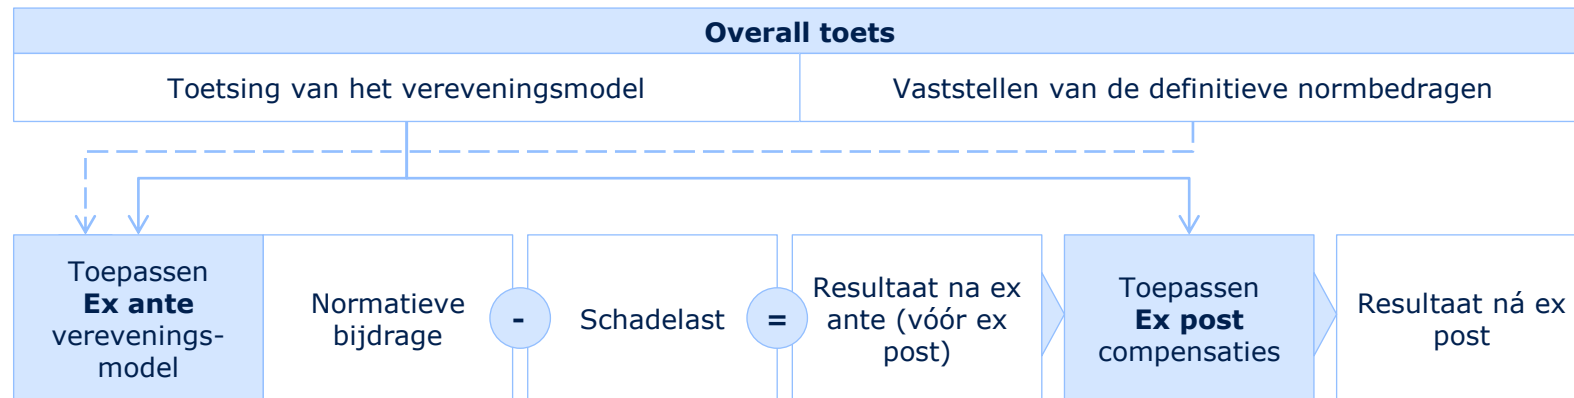 Overall toets
Toetsing van het vereveningsmodel
Vaststellen van de definitieve normbedragen
Toepassen
Ex ante
verevenings-
model
Normatieve
bijdrage
-
Schadelast
=
Resultaat na ex
ante (vóór ex
post)
Toepassen
Ex post
compensaties
Resultaat ná ex
post